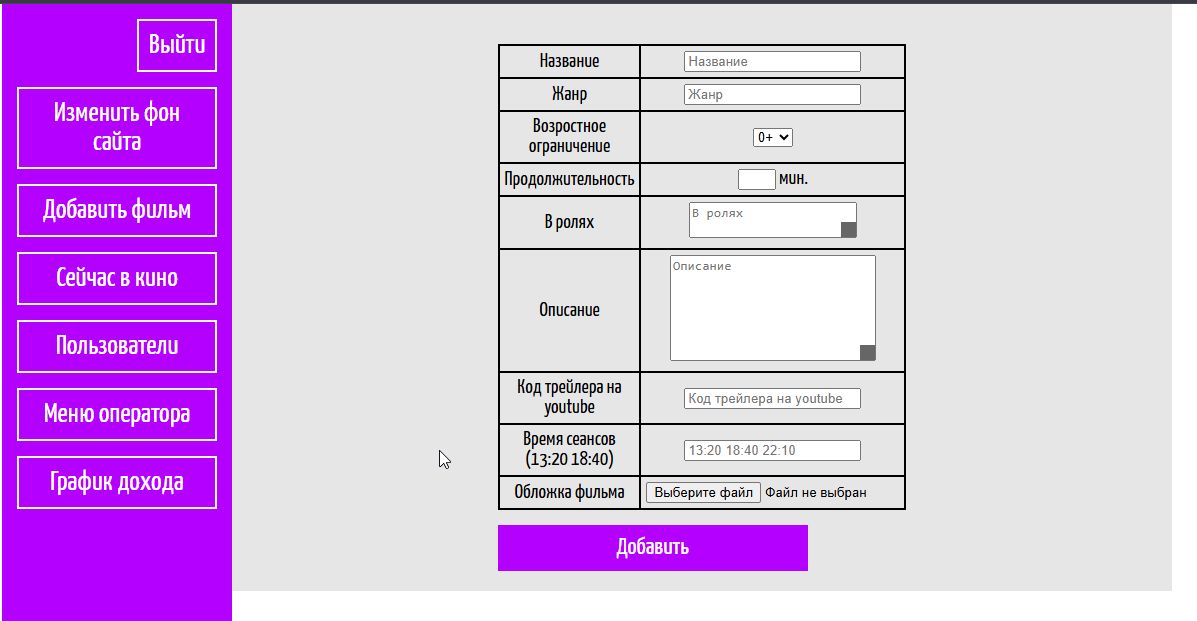 Выйти
Изменить фон
сайта
Добавить фильм
Сейчас в кино
Пользователи
Меню оператора
График дохода
Название Название
Жанр Жанр
Возростное
ограничение
0+
Продолжительность мин.
В ролях В ролях
Описание Описание
Код трейлера на
youtube
Код трейлера на youtube
Время сеансов
(13:20 18:40)
13:20 18:40 22:10
Обложка фильма Выберите файл Файл не выбран
Добавить